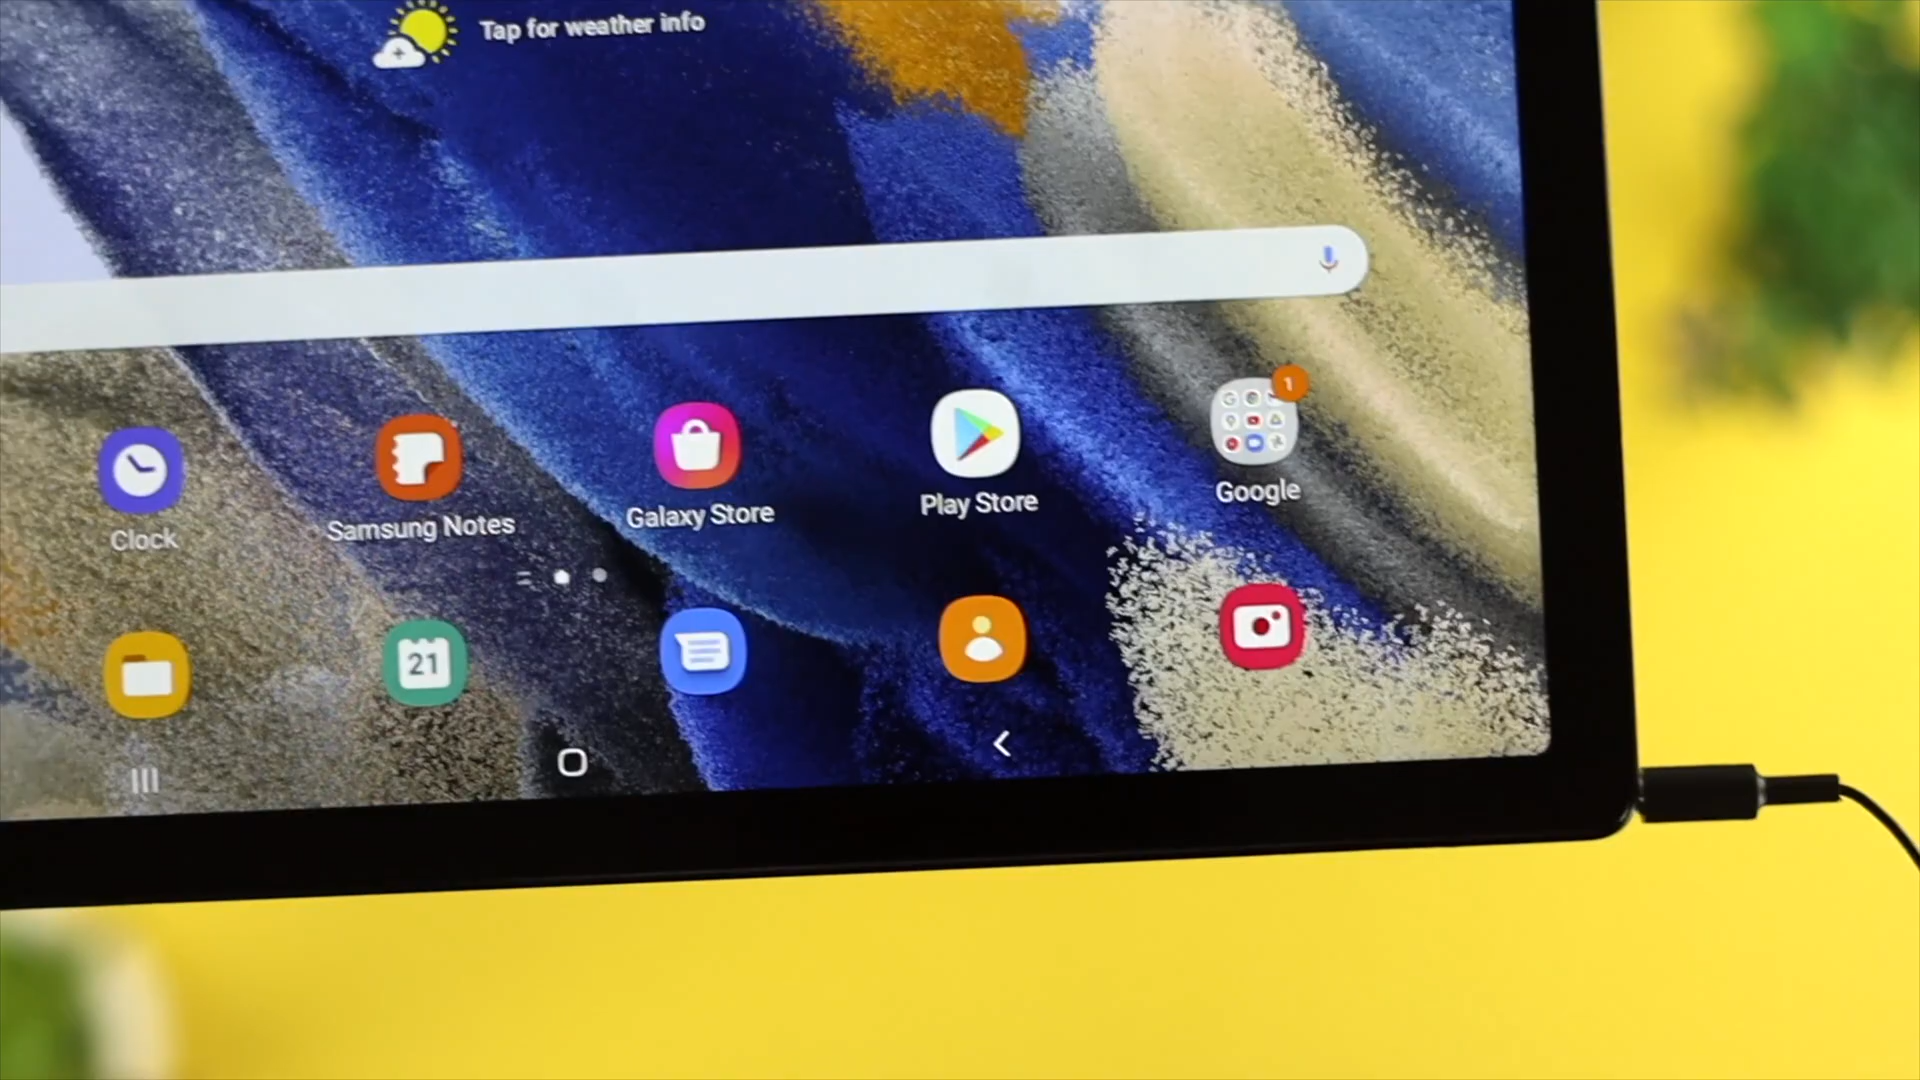 Tap for weather info
1
Clock
Samsung Notes
Galaxy Store
Play Store
Google
21